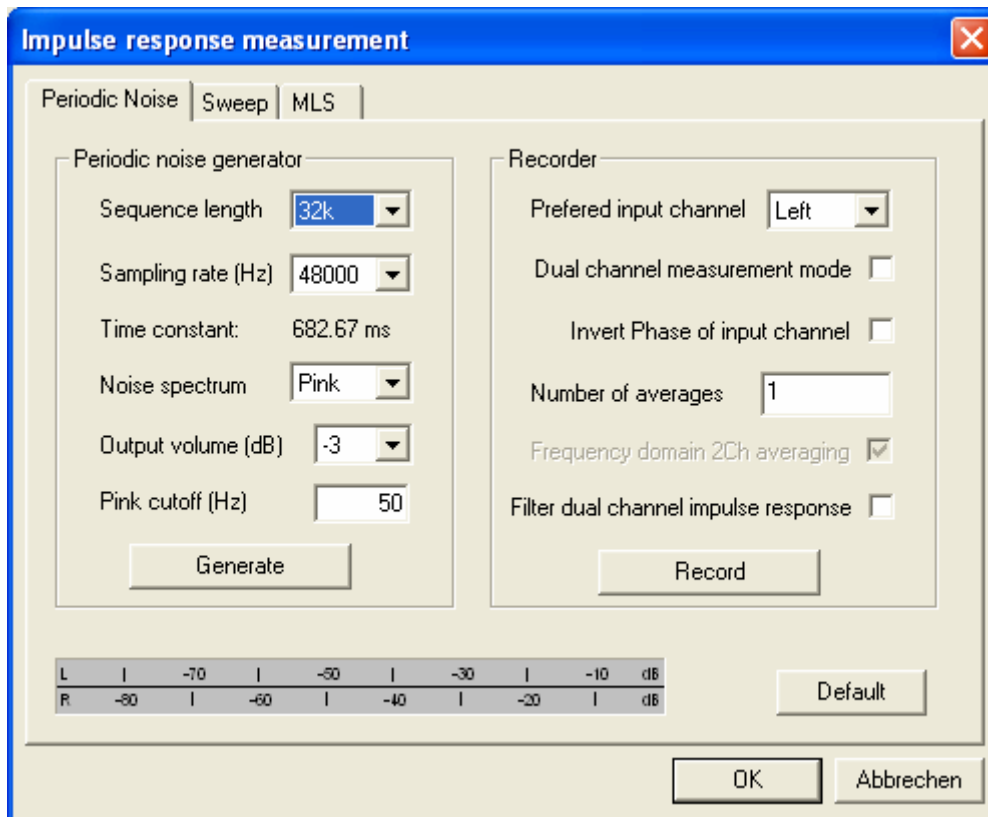 Impulse response measurement
Periodic Noise Sweep MLS
Periodic noise generator
Sequence length 32k
Sampling rate (Hz) 48000
Time constant: 682.67 ms
Noise spectrum Pink
Output volume (dB) -3
Pink cutoff (Hz) 50
Generate
Recorder
Prefered input channel Left
Dual channel measurement mode
Invert Phase of input channel
Number of averages 1
Frequency domain 2Ch averaging
Filter dual channel impulse response
Record
L | -70 | -50 | -30 | -10 dB
R -80 | -60 | -40 | -20 | dB
Default
OK Abbrechen